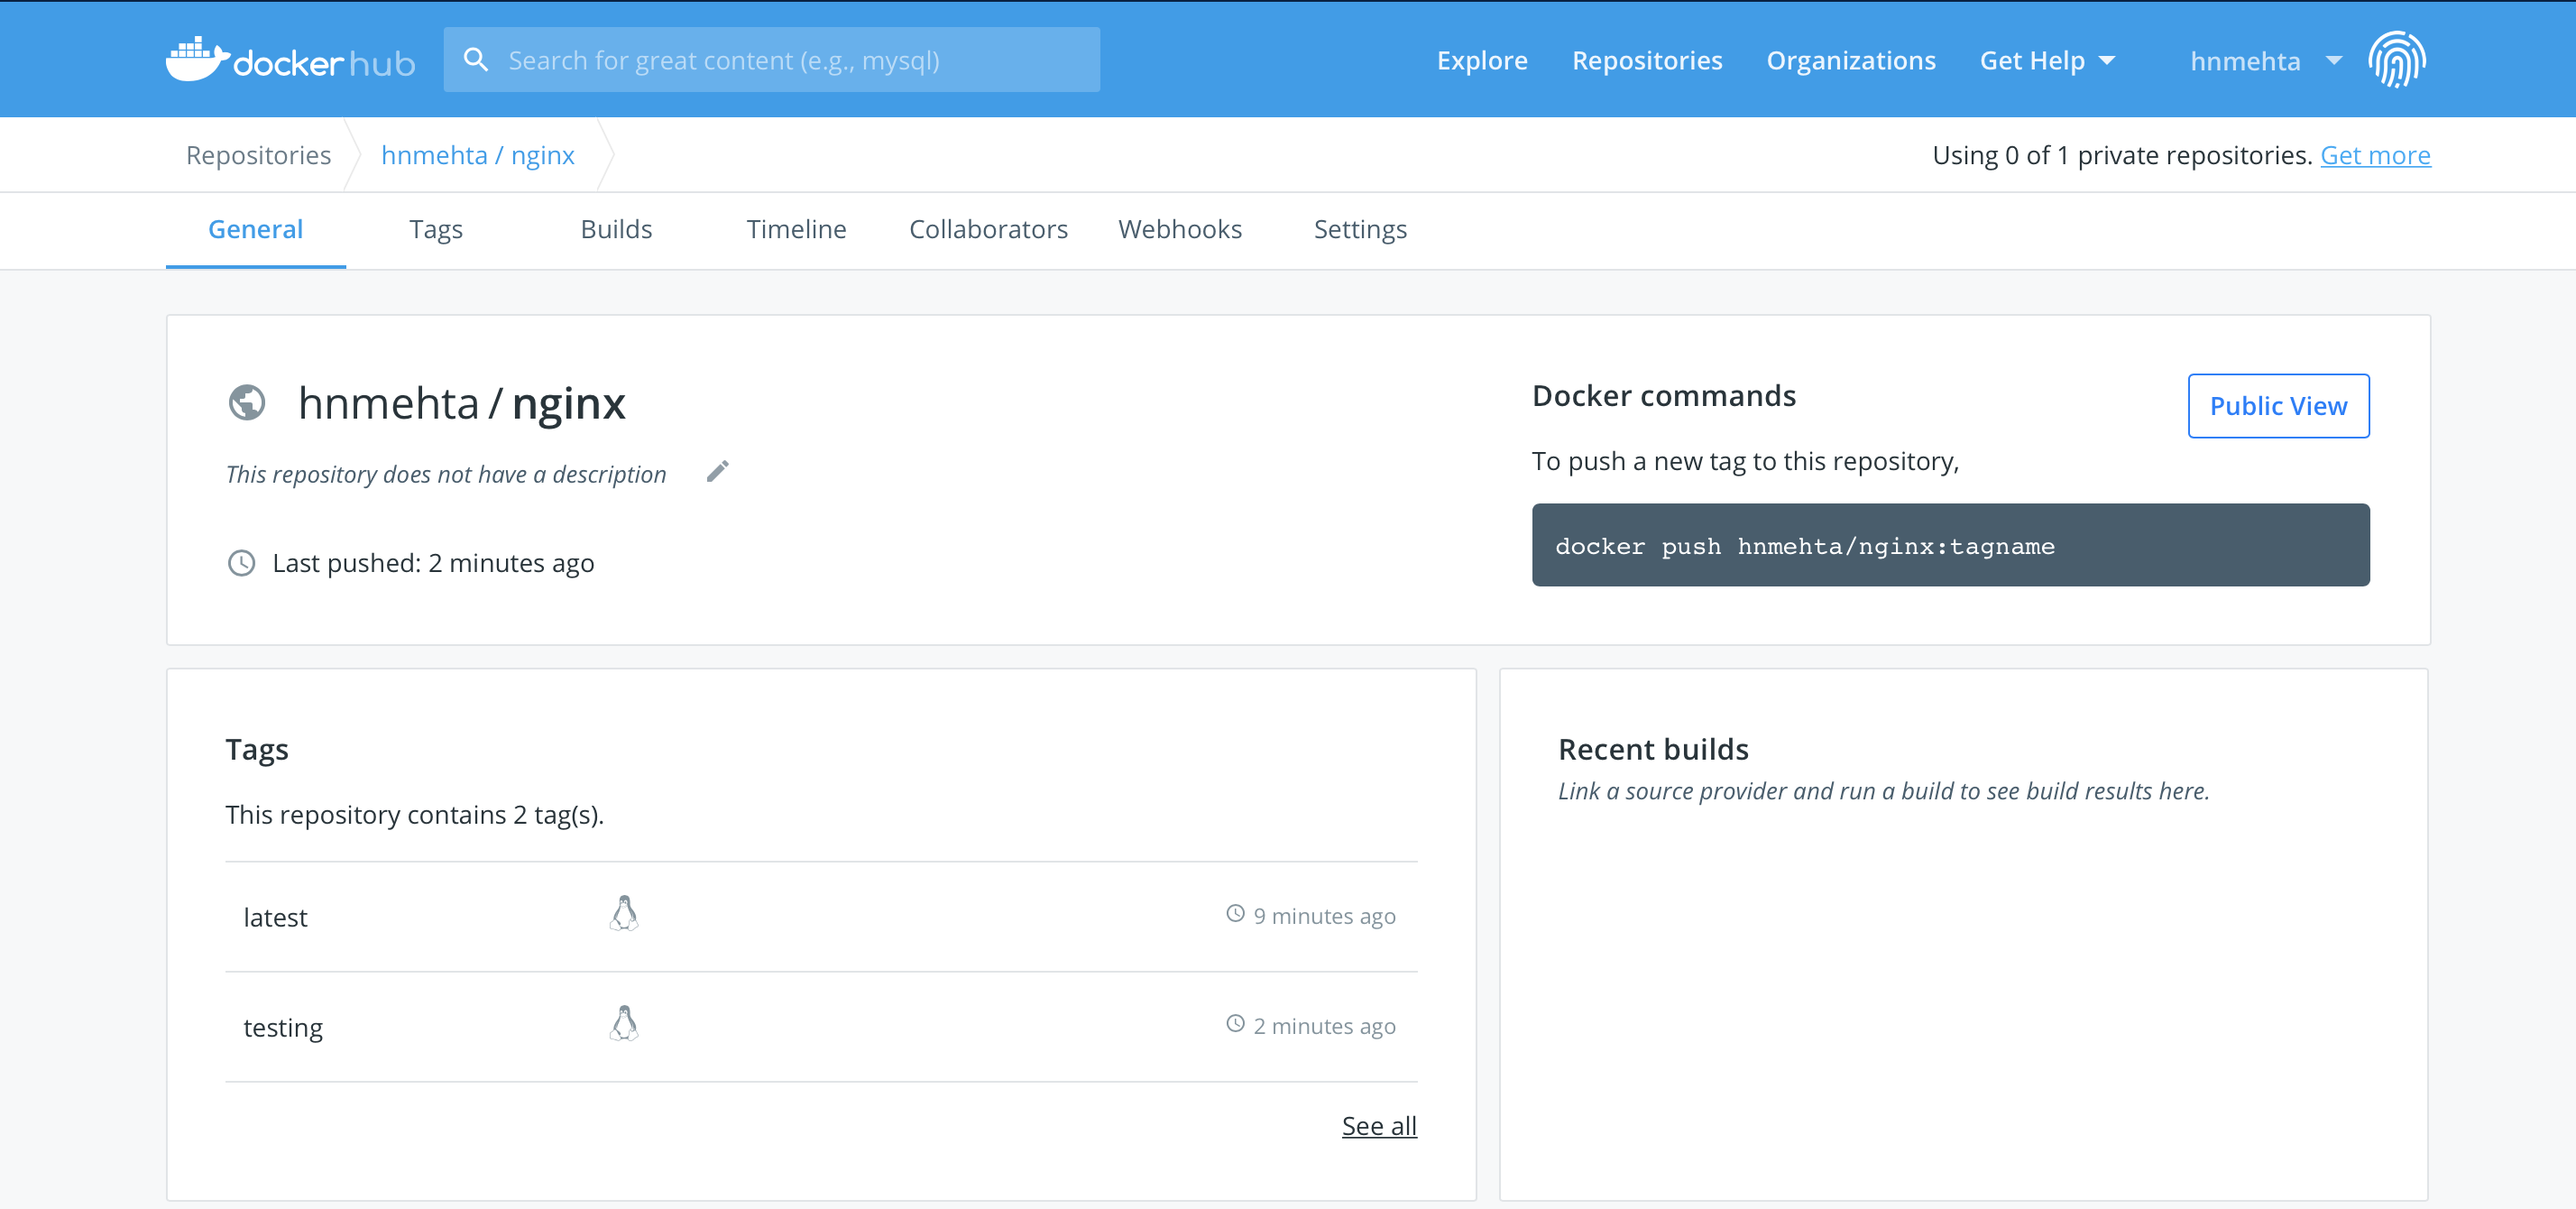 docker hub
Search for great content (e.g., mysql)
Explore
Repositories
Organizations
Get Help
hnmehta
Repositories
hnmehta / nginx
Using 0 of 1 private repositories. Get more
General
Tags
Builds
Timeline
Collaborators
Webhooks
Settings
hnmehta / nginx
This repository does not have a description
Last pushed: 2 minutes ago
Docker commands
Public View
To push a new tag to this repository,
docker push hnmehta/nginx:tagname
Tags
This repository contains 2 tag(s).
latest
9 minutes ago
testing
2 minutes ago
See all
Recent builds
Link a source provider and run a build to see build results here.